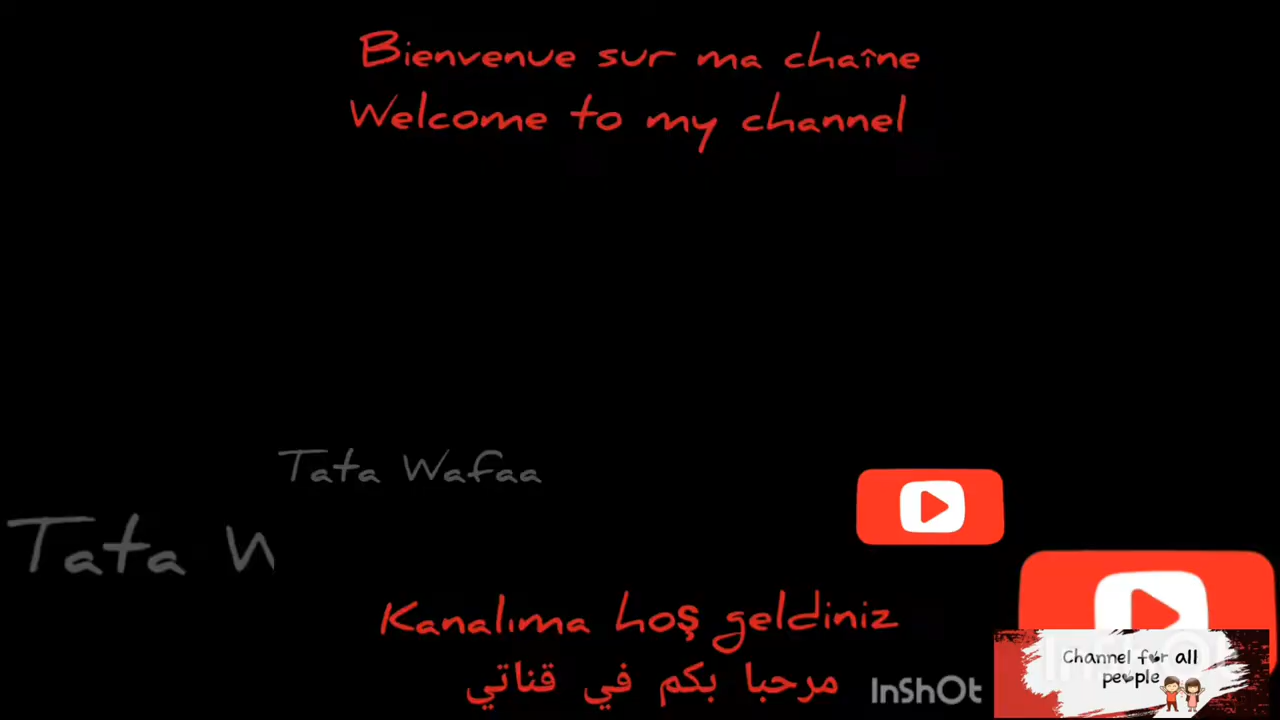 Bienvenue sur ma chaîne
Welcome to my channel
Tata Wafaa
Tata W
Kanalıma hoş geldiniz
مرحبا بكم في قناتي
InShOt
Channel for all
people